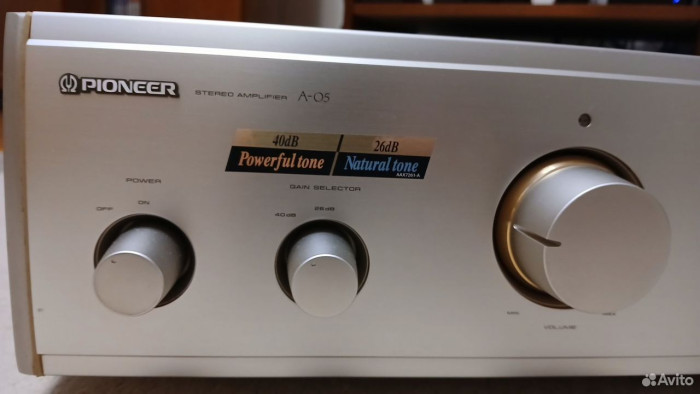 PIONEER STEREO AMPLIFIER A-05
40dB 26dB
Powerful tone Natural tone
POWER
GAIN SELECTOR
OFF ON
40dB 26dB
VOLUME
Avito